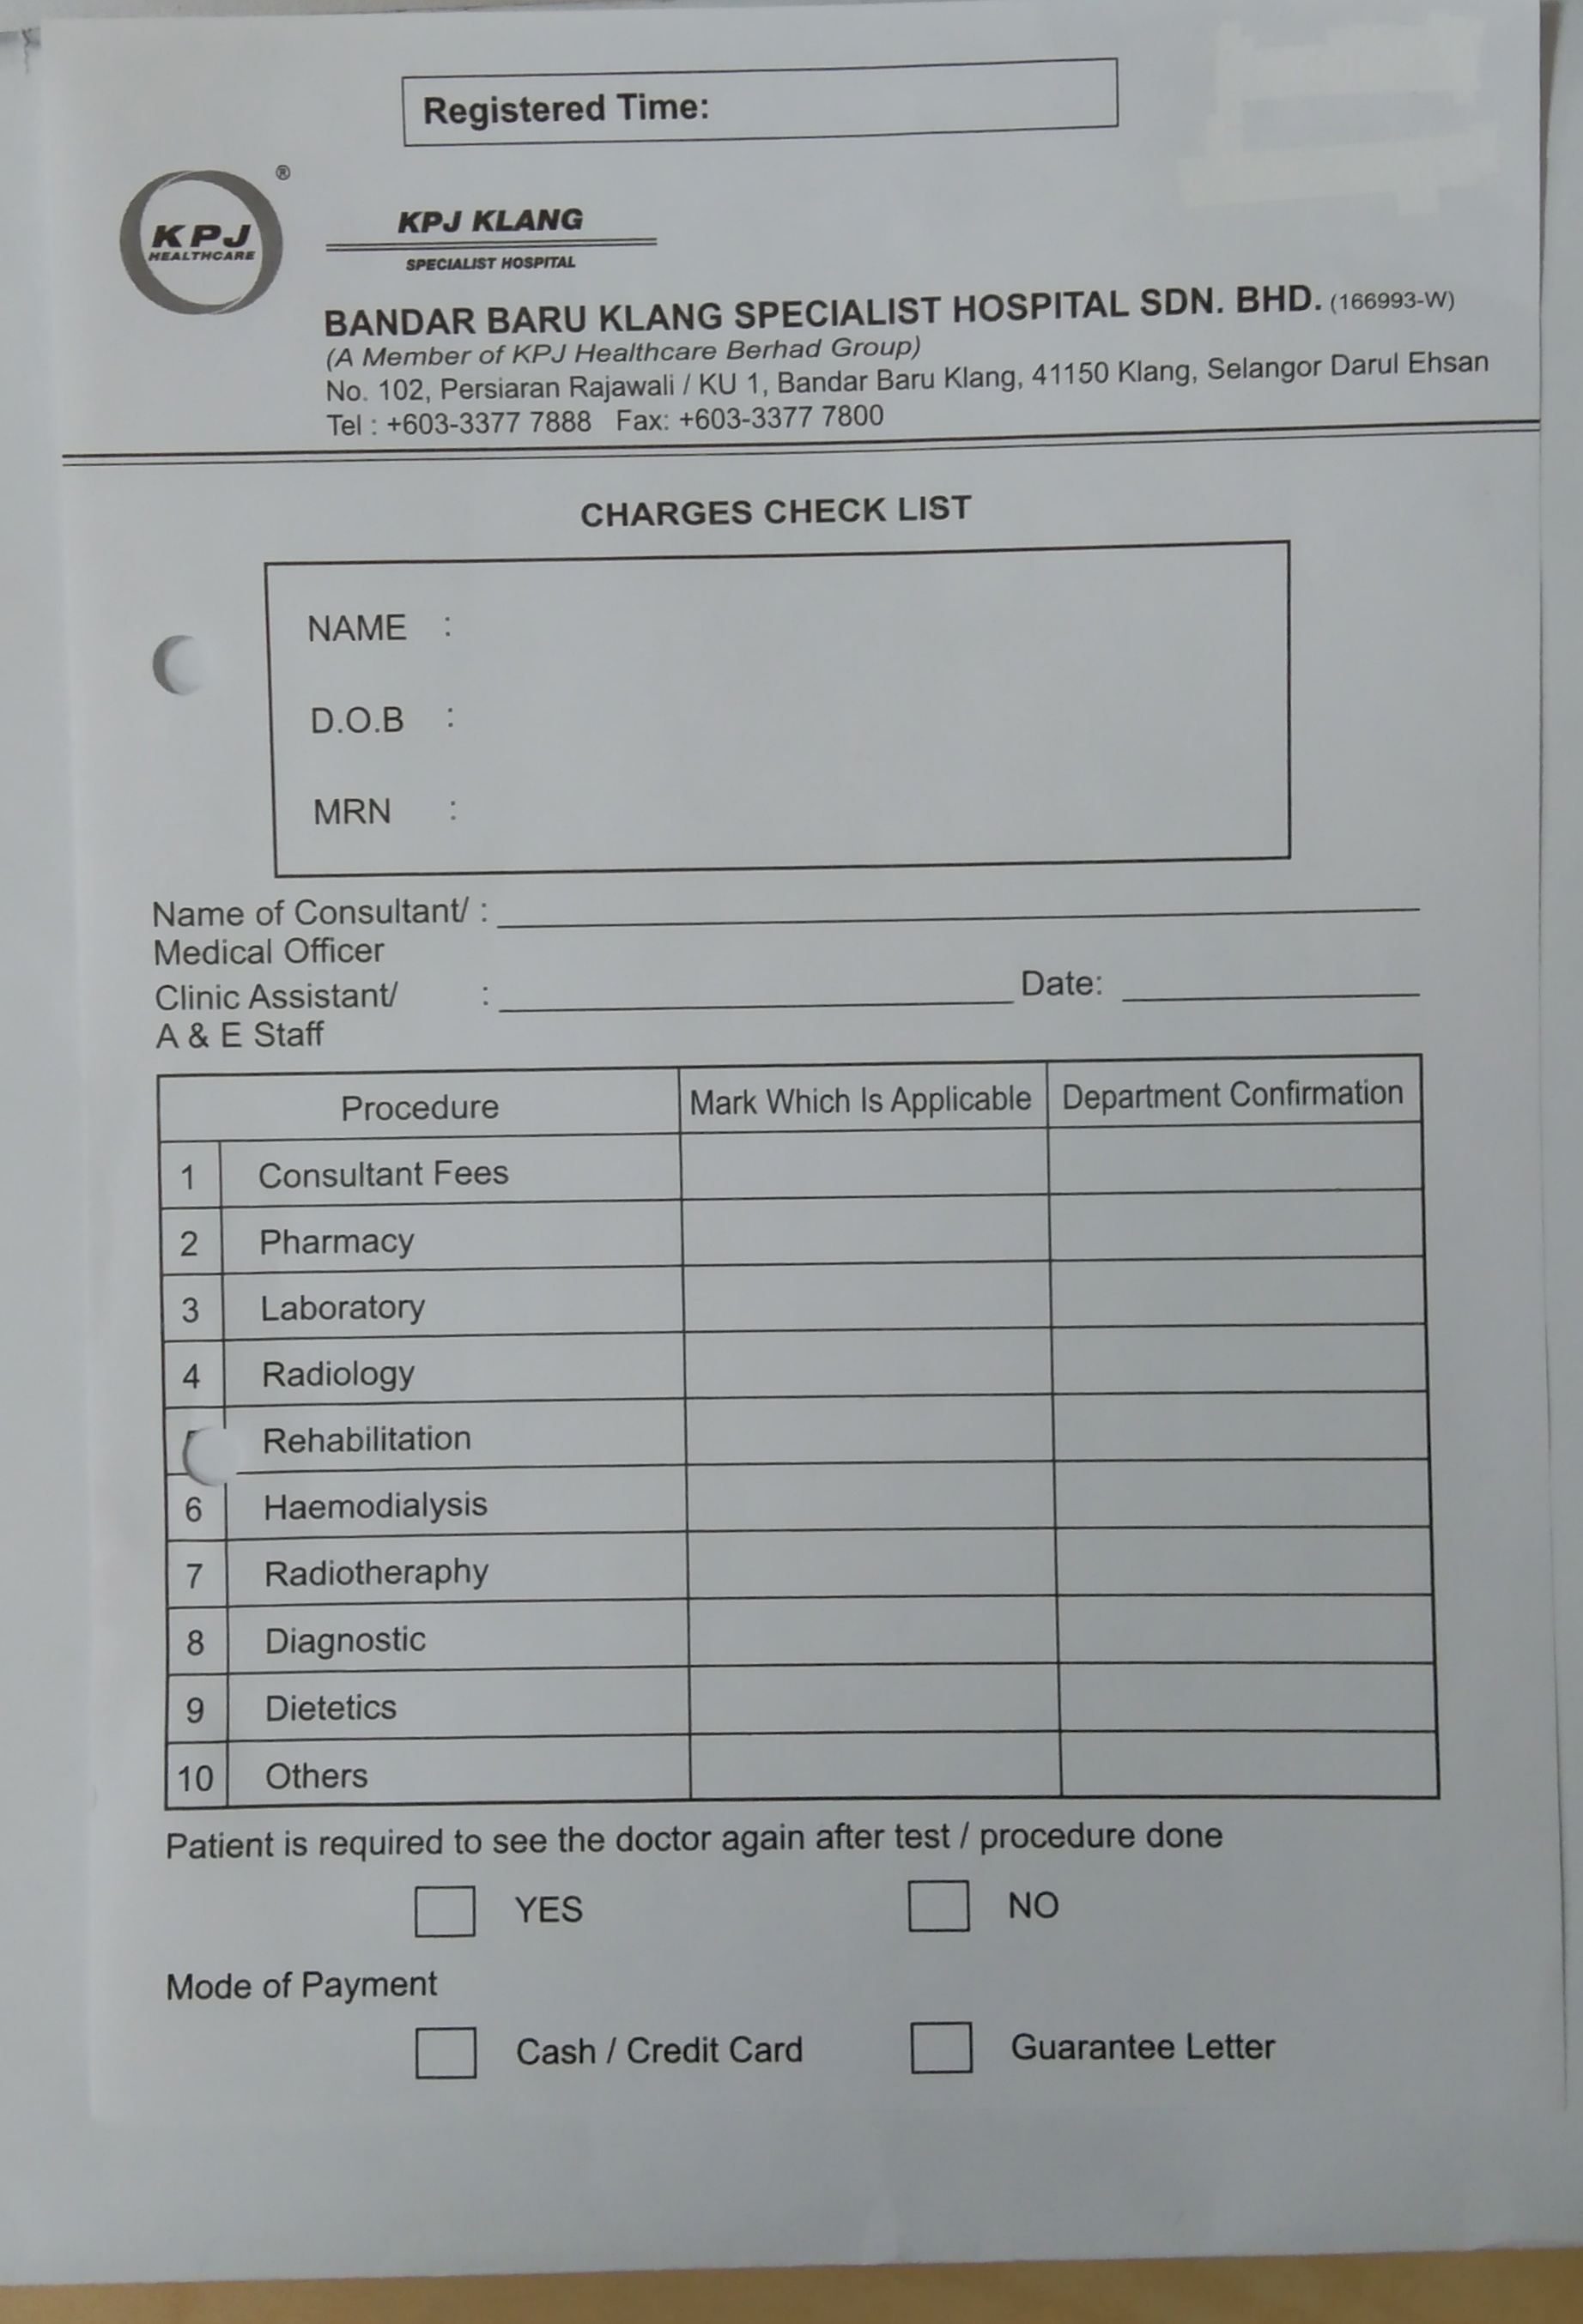 Registered Time:
®
KPJ
HEALTHCARE
KPJ KLANG
SPECIALIST HOSPITAL
BANDAR BARU KLANG SPECIALIST HOSPITAL SDN. BHD. (166993-W)
(A Member of KPJ Healthcare Berhad Group)
No. 102, Persiaran Rajawali / KU 1, Bandar Baru Klang, 41150 Klang, Selangor Darul Ehsan
Tel : +603-3377 7888 Fax: +603-3377 7800
CHARGES CHECK LIST
NAME :
D.O.B :
MRN :
Name of Consultant/ :
Medical Officer
Clinic Assistant/ : Date:
A & E Staff
Procedure Mark Which Is Applicable Department Confirmation
1 Consultant Fees
2 Pharmacy
3 Laboratory
4 Radiology
Rehabilitation
6 Haemodialysis
7 Radiotheraphy
8 Diagnostic
9 Dietetics
10 Others
Patient is required to see the doctor again after test / procedure done
YES NO
Mode of Payment
Cash / Credit Card Guarantee Letter